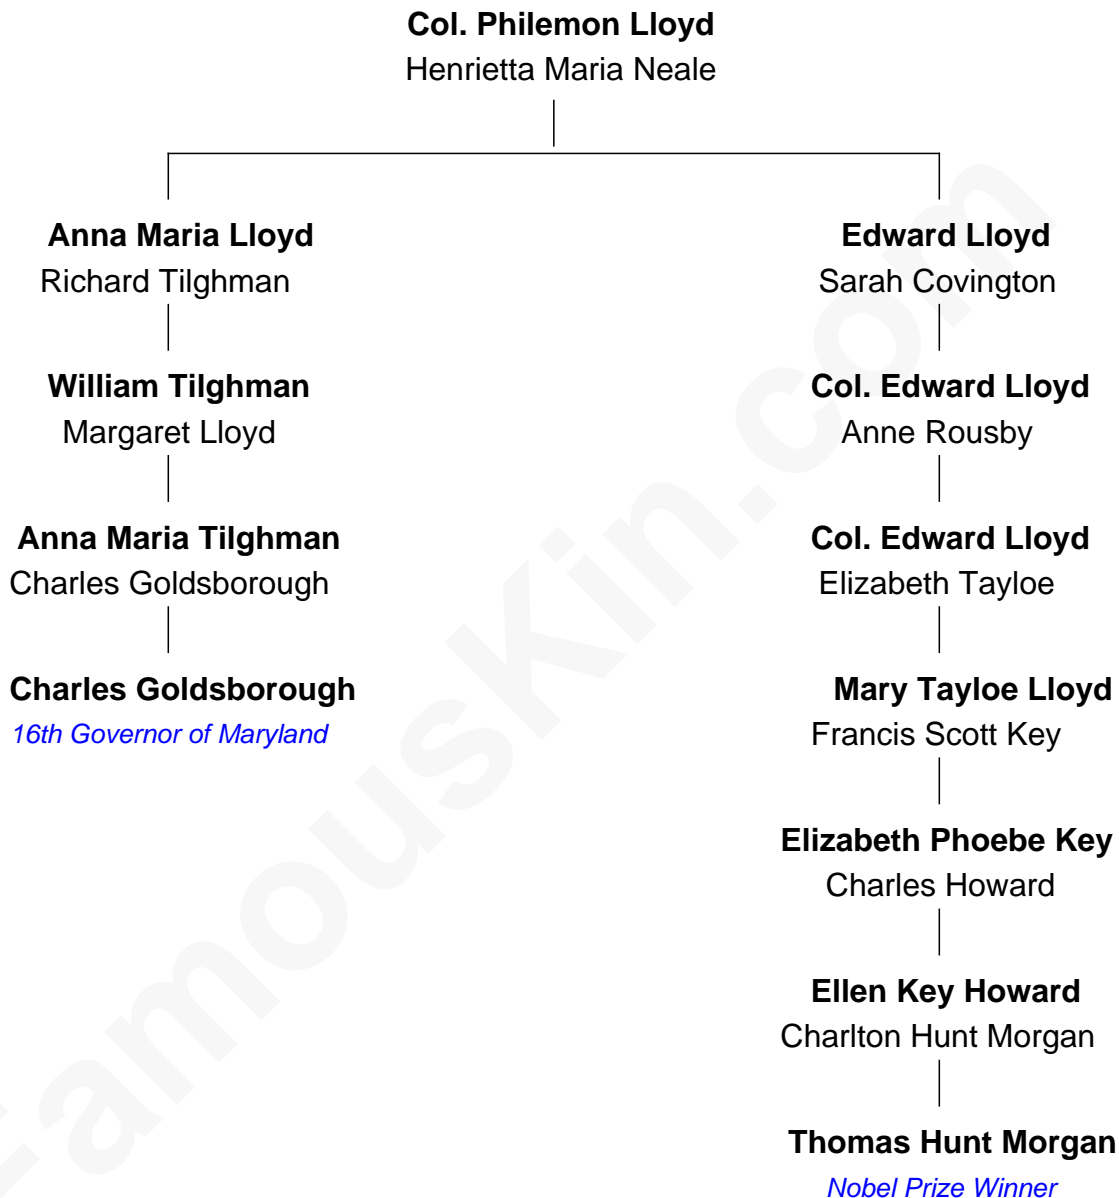 Col. Philemon Lloyd
Henrietta Maria Neale
Anna Maria Lloyd
Richard Tilghman
William Tilghman
Margaret Lloyd
Anna Maria Tilghman
Charles Goldsborough
Charles Goldsborough
16th Governor of Maryland
Edward Lloyd
Sarah Covington
Col. Edward Lloyd
Anne Rousby
Col. Edward Lloyd
Elizabeth Tayloe
Mary Tayloe Lloyd
Francis Scott Key
Elizabeth Phoebe Key
Charles Howard
Ellen Key Howard
Charlton Hunt Morgan
Thomas Hunt Morgan
Nobel Prize Winner
FamousKin.com